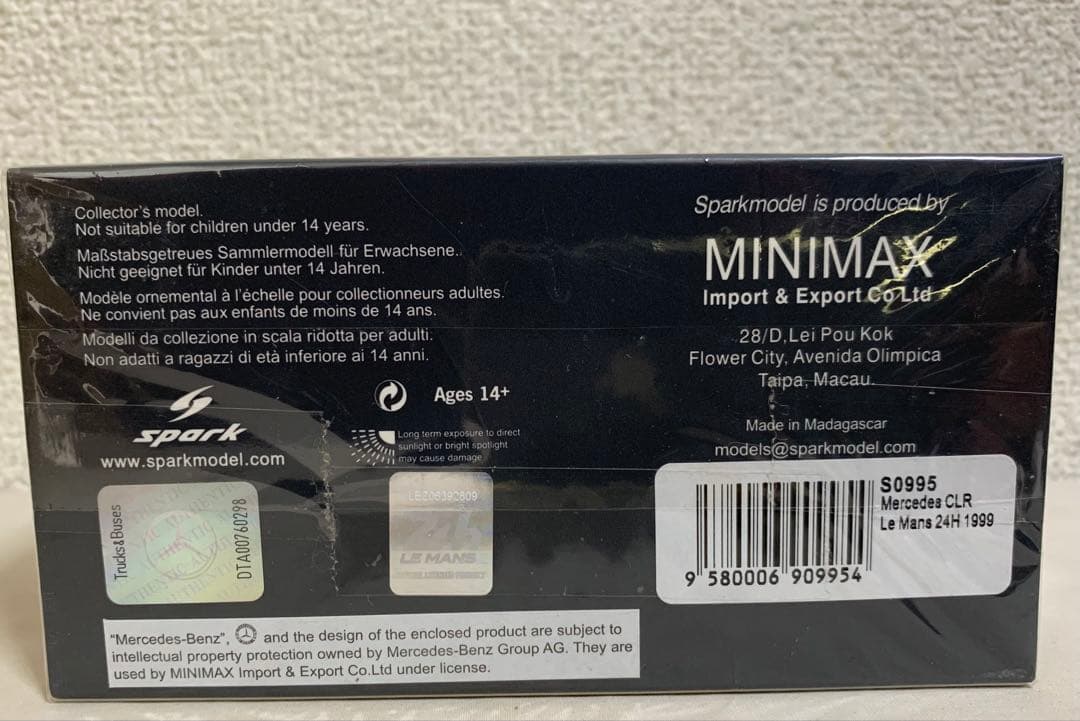 Collector's model.
Not suitable for children under 14 years.
Maßstabsgetreues Sammlermodell für Erwachsene..
Nicht geeignet für Kinder unter 14 Jahren.
Modèle ornemental à l'échelle pour collectionneurs adultes.
Ne convient pas aux enfants de moins de 14 ans.
Modelli da collezione in scala ridotta per adulti.
Non adatti a ragazzi di età inferiore ai 14 anni.
Ages 14+
Long term exposure to direct
sunlight or bright spotlight
may cause damage
spark
www.sparkmodel.com
Trucks&Buses
DTA00760298
LE MANS
"Mercedes-Benz", and the design of the enclosed product are subject to
intellectual property protection owned by Mercedes-Benz Group AG. They are
used by MINIMAX Import & Export Co.Ltd under license.
Sparkmodel is produced by
MINIMAX
Import & Export Co Ltd
28/D,Lei Pou Kok
Flower City, Avenida Olimpica
Taipa, Macau.
Made in Madagascar
models@sparkmodel.com
S0995
Mercedes CLR
Le Mans 24H 1999
9 580006 909954